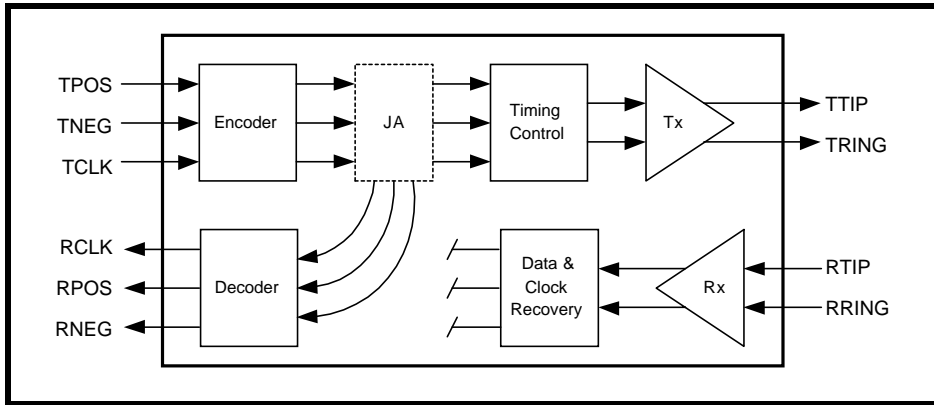 TPOS
TNEG
TCLK
Encoder
JA
Timing
Control
Tx
TTIP
TRING
RCLK
RPOS
RNEG
Decoder
Data &
Clock
Recovery
Rx
RTIP
RRING